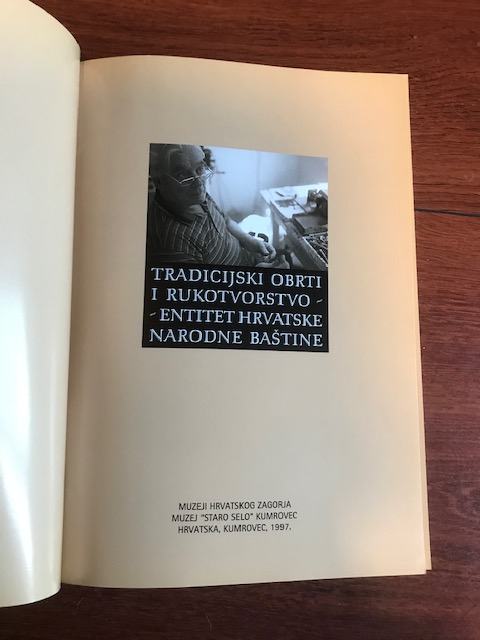 TRADICIJSKI OBRTI
I RUKOTVORSTVO -
- ENTITET HRVATSKE
NARODNE BAŠTINE
MUZEJI HRVATSKOG ZAGORJA
MUZEJ "STARO SELO" KUMROVEC
HRVATSKA, KUMROVEC, 1997.